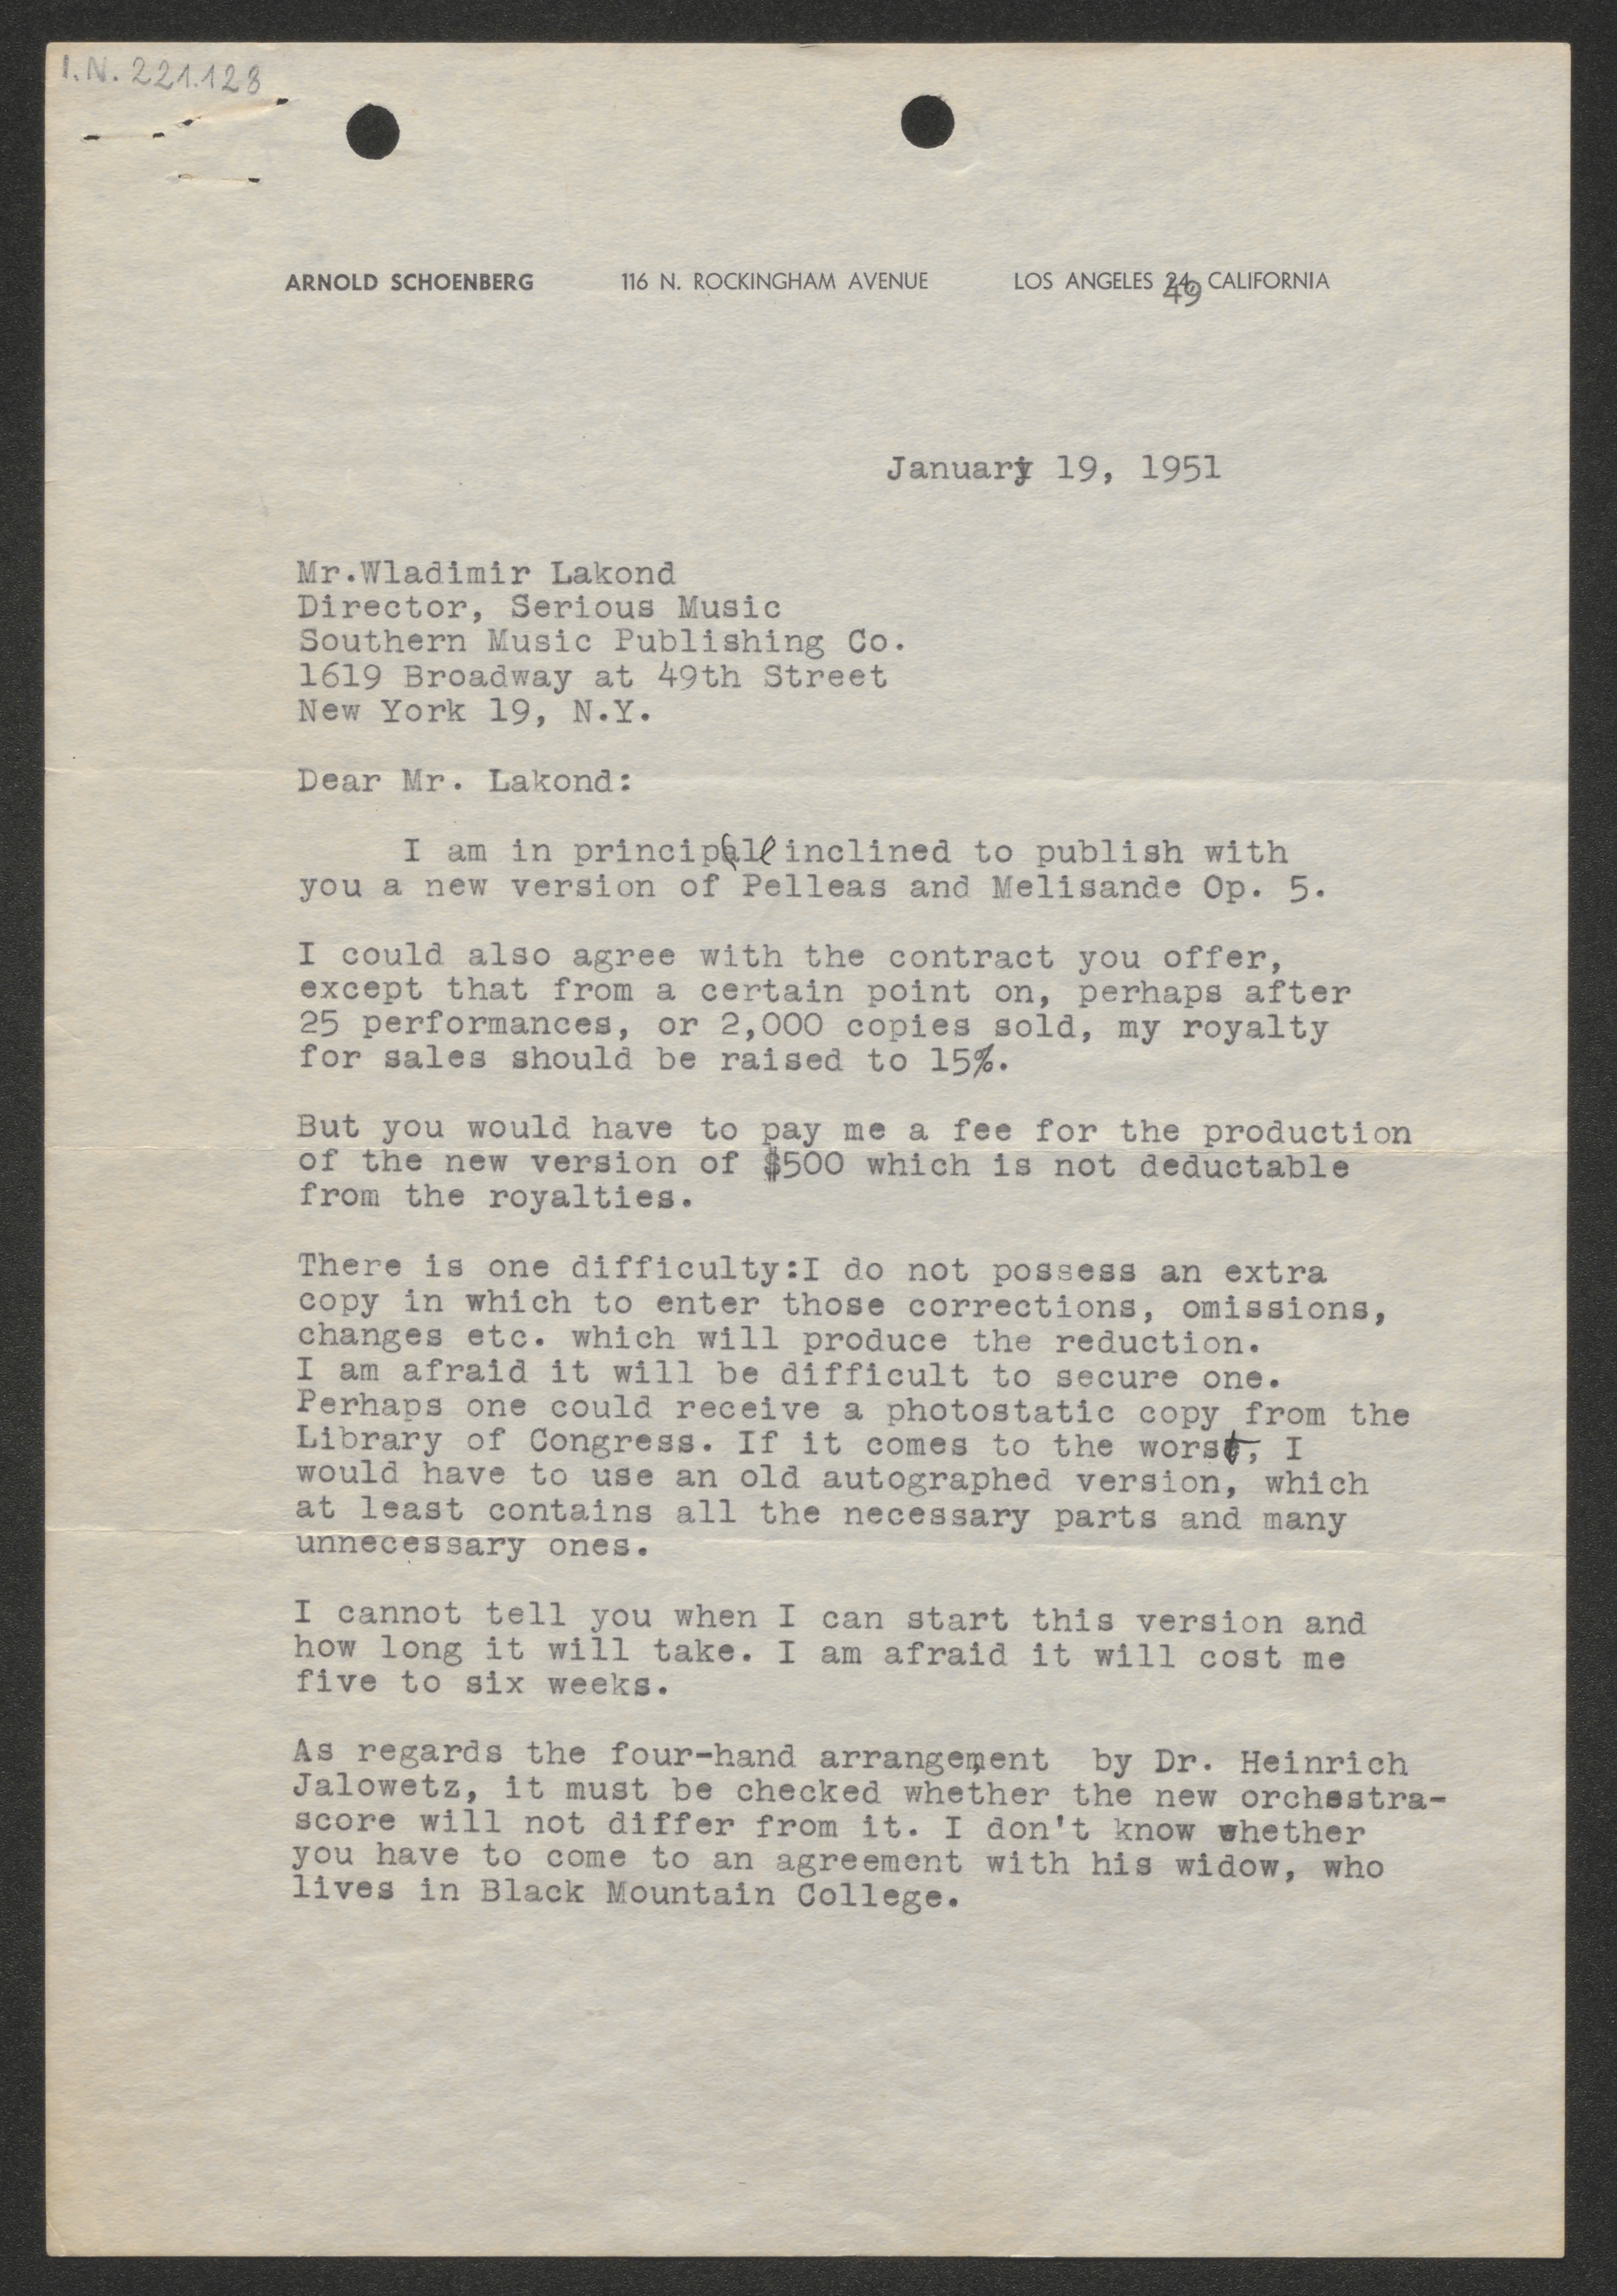 I.N. 221.128
ARNOLD SCHOENBERG 116 N. ROCKINGHAM AVENUE LOS ANGELES 24, CALIFORNIA
49
January 19, 1951
Mr.Wladimir Lakond
Director, Serious Music
Southern Music Publishing Co.
1619 Broadway at 49th Street
New York 19, N.Y.
Dear Mr. Lakond:
I am in principle inclined to publish with
you a new version of Pelleas and Melisande Op. 5.
I could also agree with the contract you offer,
except that from a certain point on, perhaps after
25 performances, or 2,000 copies sold, my royalty
for sales should be raised to 15%.
But you would have to pay me a fee for the production
of the new version of $500 which is not deductable
from the royalties.
There is one difficulty:I do not possess an extra
copy in which to enter those corrections, omissions,
changes etc. which will produce the reduction.
I am afraid it will be difficult to secure one.
Perhaps one could receive a photostatic copy from the
Library of Congress. If it comes to the worst, I
would have to use an old autographed version, which
at least contains all the necessary parts and many
unnecessary ones.
I cannot tell you when I can start this version and
how long it will take. I am afraid it will cost me
five to six weeks.
As regards the four-hand arrangement by Dr. Heinrich
Jalowetz, it must be checked whether the new orchestra-
score will not differ from it. I don't know whether
you have to come to an agreement with his widow, who
lives in Black Mountain College.